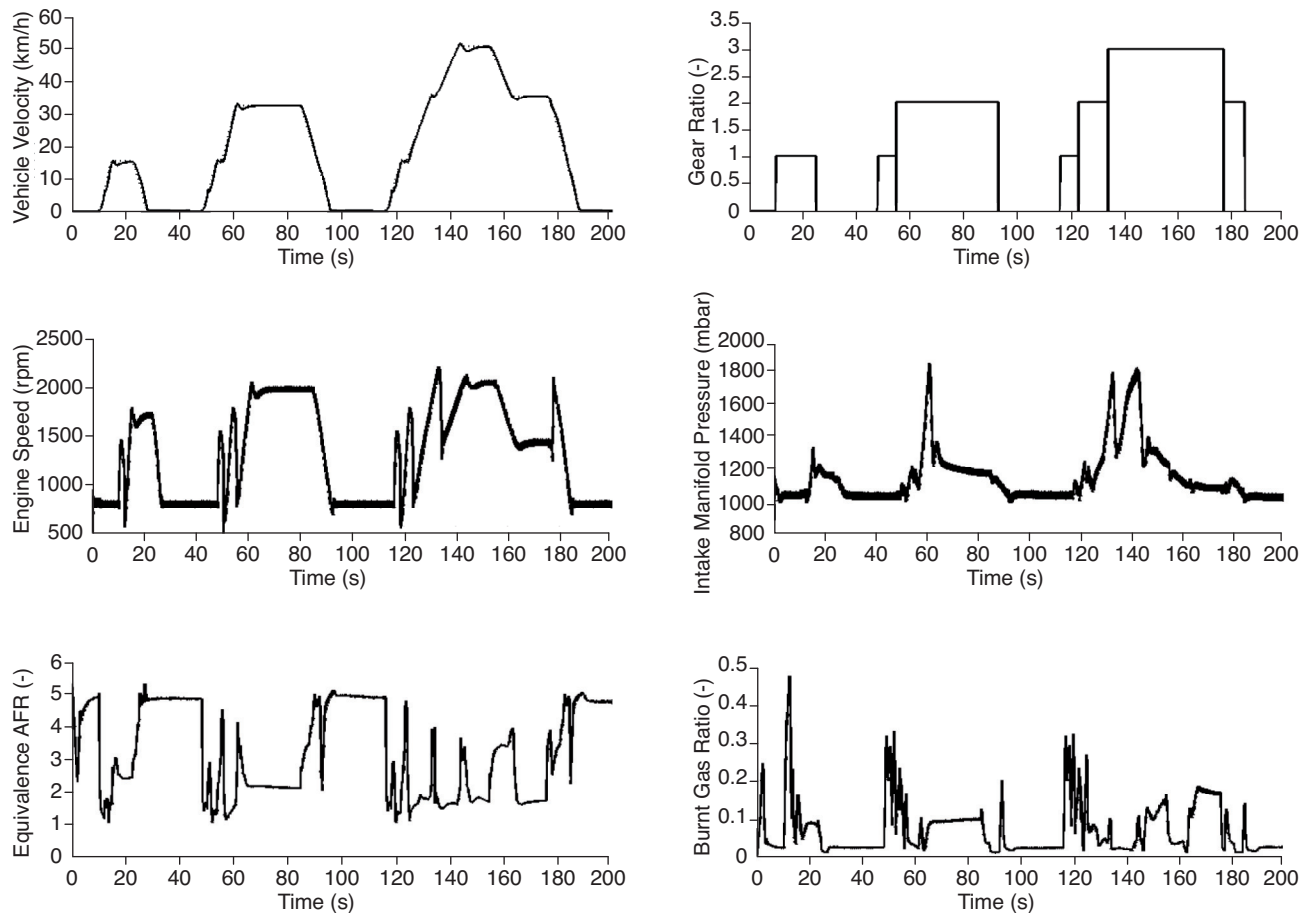 Vehicle Velocity (km/h)
60
50
40
30
20
10
0
0 20 40 60 80 100 120 140 160 180 200
Time (s)
Gear Ratio (-)
3.5
3
2.5
2
1.5
1
0.5
0
0 20 40 60 80 100 120 140 160 180 200
Time (s)
Engine Speed (rpm)
2500
2000
1500
1000
500
0 20 40 60 80 100 120 140 160 180 200
Time (s)
Intake Manifold Pressure (mbar)
2000
1800
1600
1400
1200
1000
800
0 20 40 60 80 100 120 140 160 180 200
Time (s)
Equivalence AFR (-)
6
5
4
3
2
1
0
0 20 40 60 80 100 120 140 160 180 200
Time (s)
Burnt Gas Ratio (-)
0.5
0.4
0.3
0.2
0.1
0
0 20 40 60 80 100 120 140 160 180 200
Time (s)